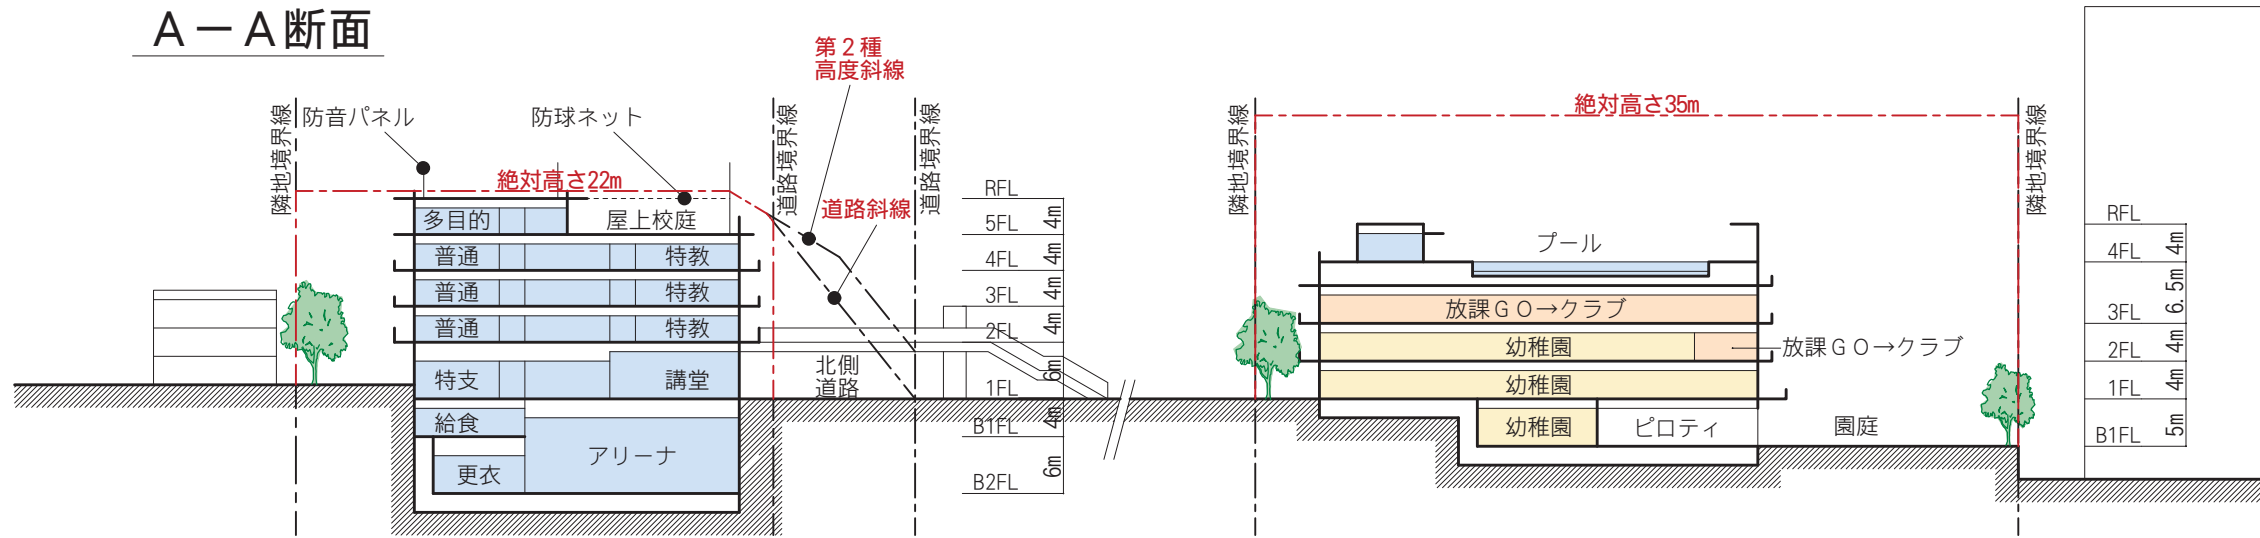 A－A断面
第２種
高度斜線
絶対高さ35m
隣地境界線
防音パネル
防球ネット
道路境界線
道路境界線
隣地境界線
隣地境界線
絶対高さ22m
道路斜線
多目的
屋上校庭
普通
特教
普通
特教
普通
特教
特支
講堂
給食
アリーナ
更衣
北側
道路
RFL
4m
5FL
4m
4FL
4m
3FL
4m
2FL
6m
1FL
4m
B1FL
6m
B2FL
プール
放課ＧＯ→クラブ
幼稚園
放課ＧＯ→クラブ
幼稚園
幼稚園
ピロティ
園庭
RFL
4m
4FL
6.5m
3FL
4m
2FL
4m
1FL
5m
B1FL